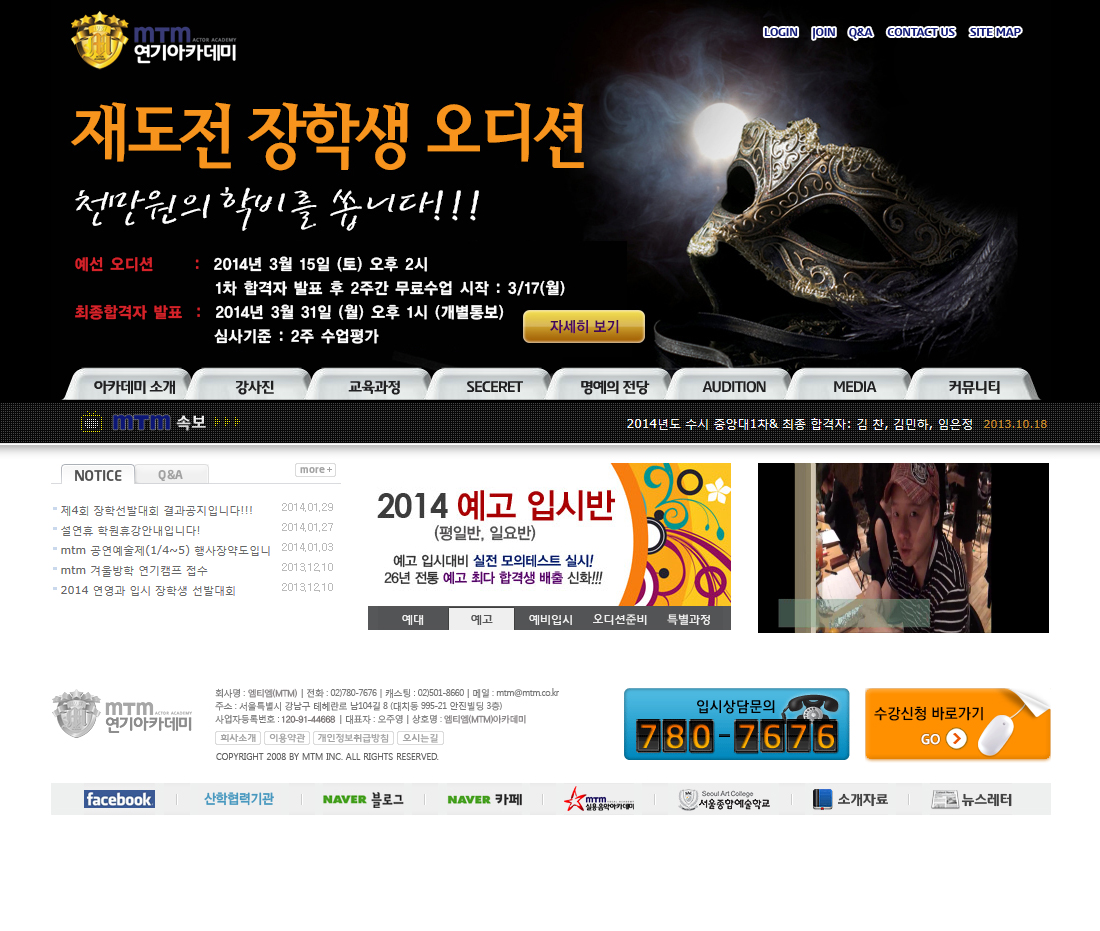 mtm ACTOR ACADEMY
연기아카데미
LOGIN JOIN Q&A CONTACT US SITE MAP
재도전 장학생 오디션
천만원의 학비를 쏩니다!!!
예선 오디션 : 2014년 3월 15일 (토) 오후 2시
1차 합격자 발표 후 2주간 무료수업 시작 : 3/17(월)
최종합격자 발표 : 2014년 3월 31일 (월) 오후 1시 (개별통보)
심사기준 : 2주 수업평가
자세히 보기
아카데미 소개 강사진 교육과정 SECERET 명예의 전당 AUDITION MEDIA 커뮤니티
mtm 속보
2014년도 수시 중앙대1차& 최종 합격자: 김 찬, 김민하, 임은정 2013.10.18
NOTICE Q&A more +
제4회 장학선발대회 결과공지입니다!!! 2014,01,29
설연휴 학원휴강안내입니다! 2014,01,27
mtm 공연예술제(1/4~5) 행사장약도입니 2014,01,03
mtm 겨울방학 연기캠프 접수 2013,12,10
2014 연영과 입시 장학생 선발대회 2013,12,10
2014 예고 입시반
(평일반, 일요반)
예고 입시대비 실전 모의테스트 실시!
26년 전통 예고 최다 합격생 배출 신화!!!
예대 예고 예비입시 오디션준비 특별과정
mtm ACTOR ACADEMY
연기아카데미
회사명 : 엠티엠(MTM) | 전화 : 02)780-7676 | 캐스팅 : 02)501-8660 | 메일 : mtm@mtm.co.kr
주소 : 서울특별시 강남구 테헤란로 남104길 8 (대치동 995-21 안진빌딩 3층)
사업자등록번호 : 120-91-44668 | 대표자 : 오주영 | 상호명 : 엠티엠(MTM)아카데미
회사소개 이용약관 개인정보취급방침 오시는길
COPYRIGHT 2008 BY MTM INC. ALL RIGHTS RESERVED.
입시상담문의
780-7676
수강신청 바로가기
GO
facebook 산학협력기관 NAVER 블로그 NAVER 카페 mtm 실용음악아카데미 Seoul Art College 서울종합예술학교 소개자료 뉴스레터